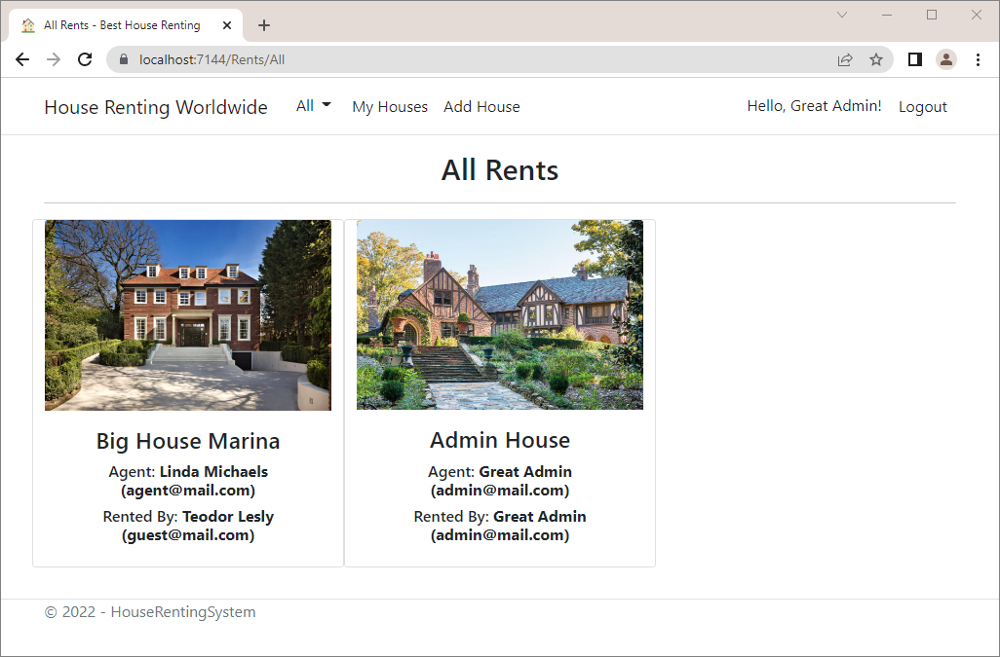 All Rents - Best House Renting
localhost:7144/Rents/All
House Renting Worldwide
All
My Houses
Add House
Hello, Great Admin!
Logout
All Rents
Big House Marina
Agent: Linda Michaels
(agent@mail.com)
Rented By: Teodor Lesly
(guest@mail.com)
Admin House
Agent: Great Admin
(admin@mail.com)
Rented By: Great Admin
(admin@mail.com)
© 2022 - HouseRentingSystem